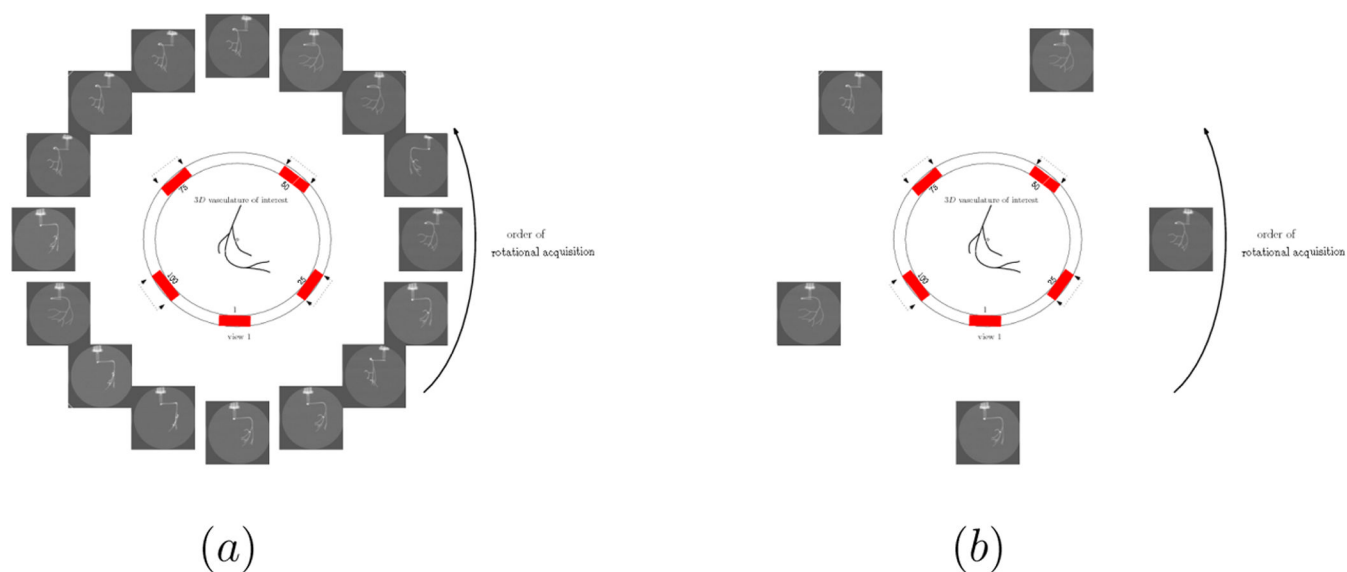 75
50
3D vasculature of interest
100
25
1
view 1
order of
rotational acquisition
(a)
75
50
3D vasculature of interest
100
25
1
view 1
order of
rotational acquisition
(b)